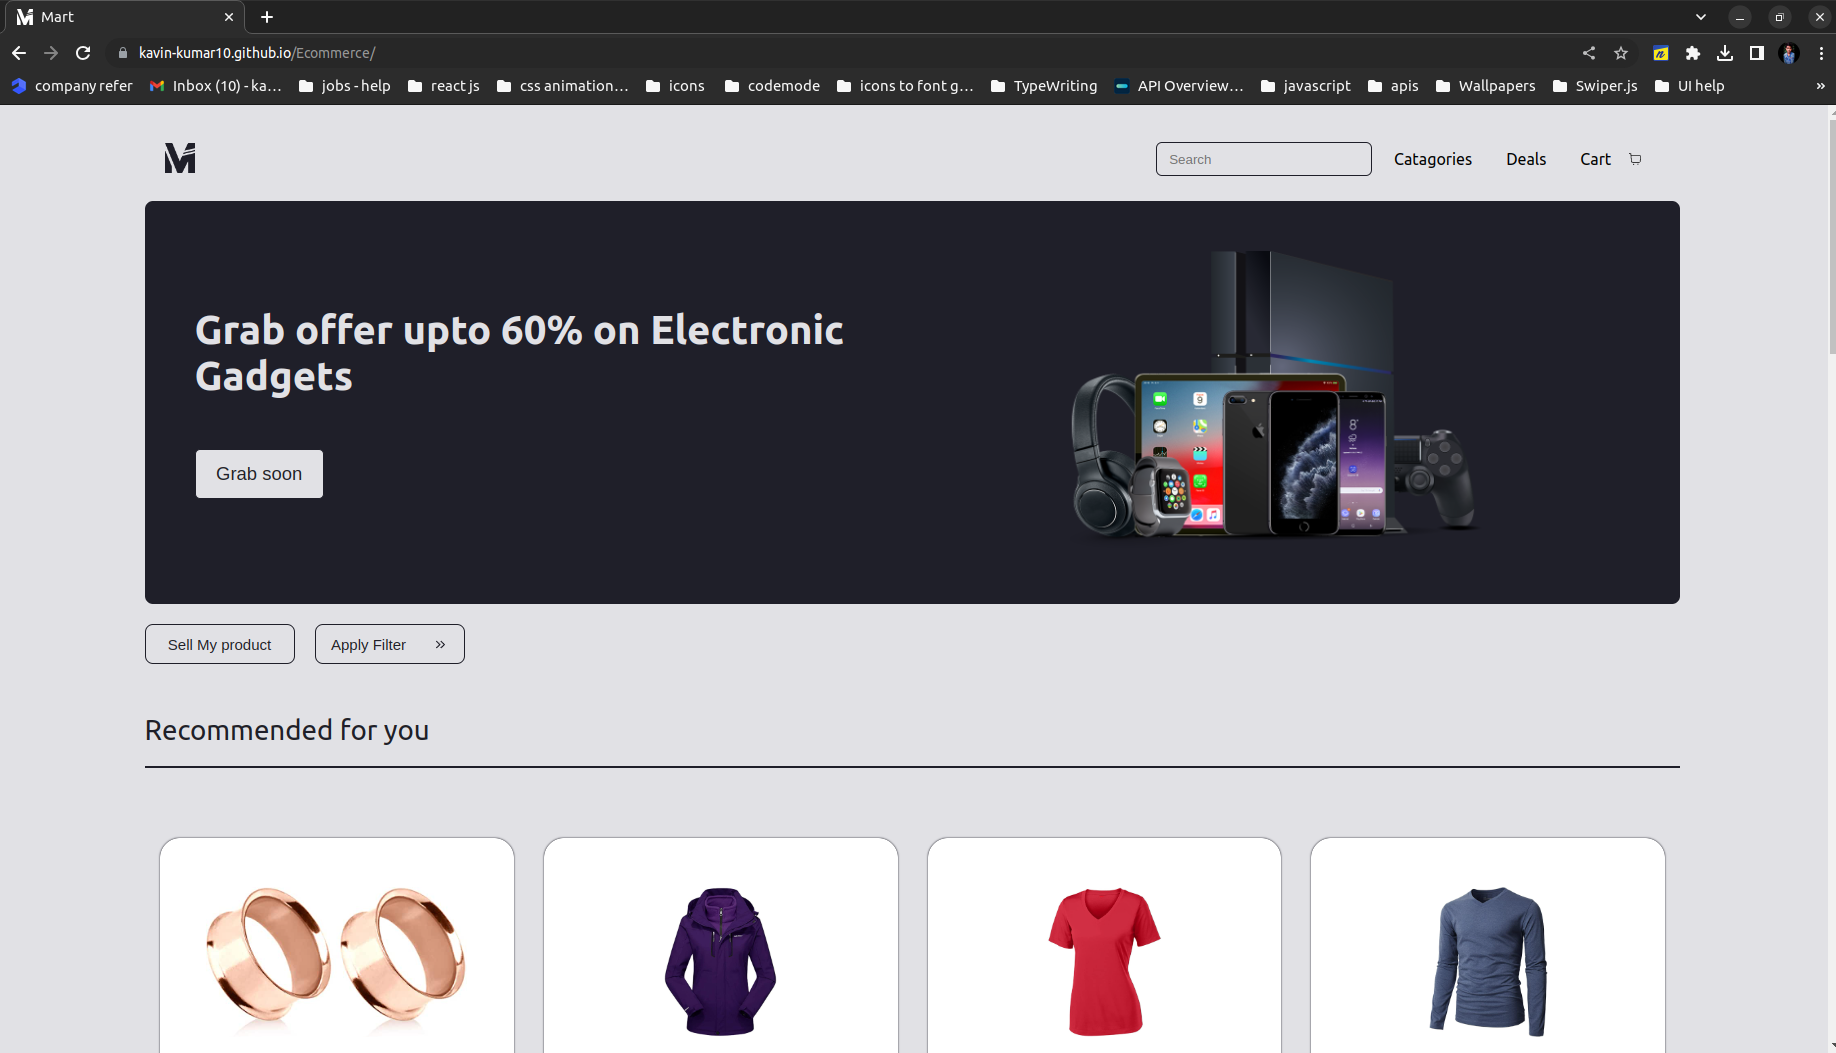 Mart
kavin-kumar10.github.io/Ecommerce/
company refer
Inbox (10) - ka...
jobs - help
react js
css animation...
icons
codemode
icons to font g...
TypeWriting
API Overview...
javascript
apis
Wallpapers
Swiper.js
UI help
»
M
Search
Catagories
Deals
Cart
Grab offer upto 60% on Electronic
Gadgets
Grab soon
Sell My product
Apply Filter »
Recommended for you